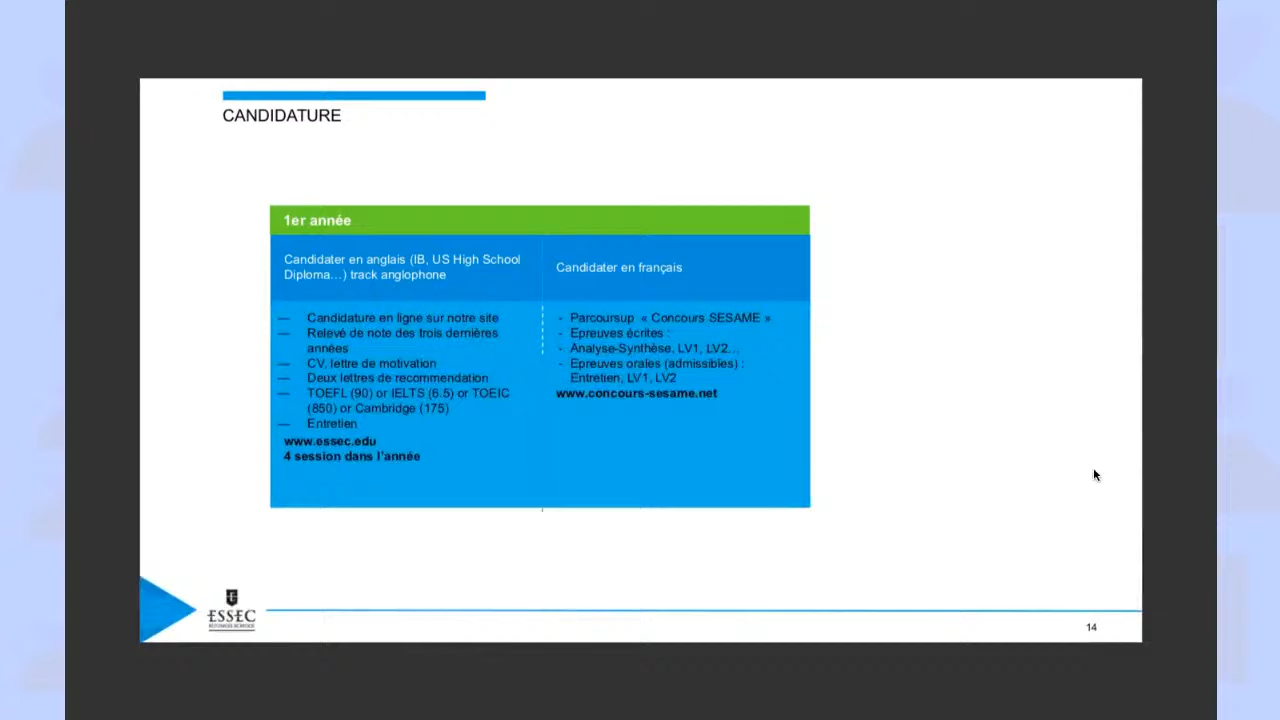 CANDIDATURE
1er année
Candidater en anglais (IB, US High School
Diploma…) track anglophone
Candidater en français
— Candidature en ligne sur notre site
— Relevé de note des trois dernières
années
— CV, lettre de motivation
— Deux lettres de recommendation
— TOEFL (90) or IELTS (6.5) or TOEIC
(850) or Cambridge (175)
— Entretien
www.essec.edu
4 session dans l'année
- Parcoursup « Concours SESAME »
- Epreuves écrites :
- Analyse-Synthèse, LV1, LV2…
- Epreuves orales (admissibles) :
Entretien, LV1, LV2
www.concours-sesame.net
ESSEC
BUSINESS SCHOOL
14